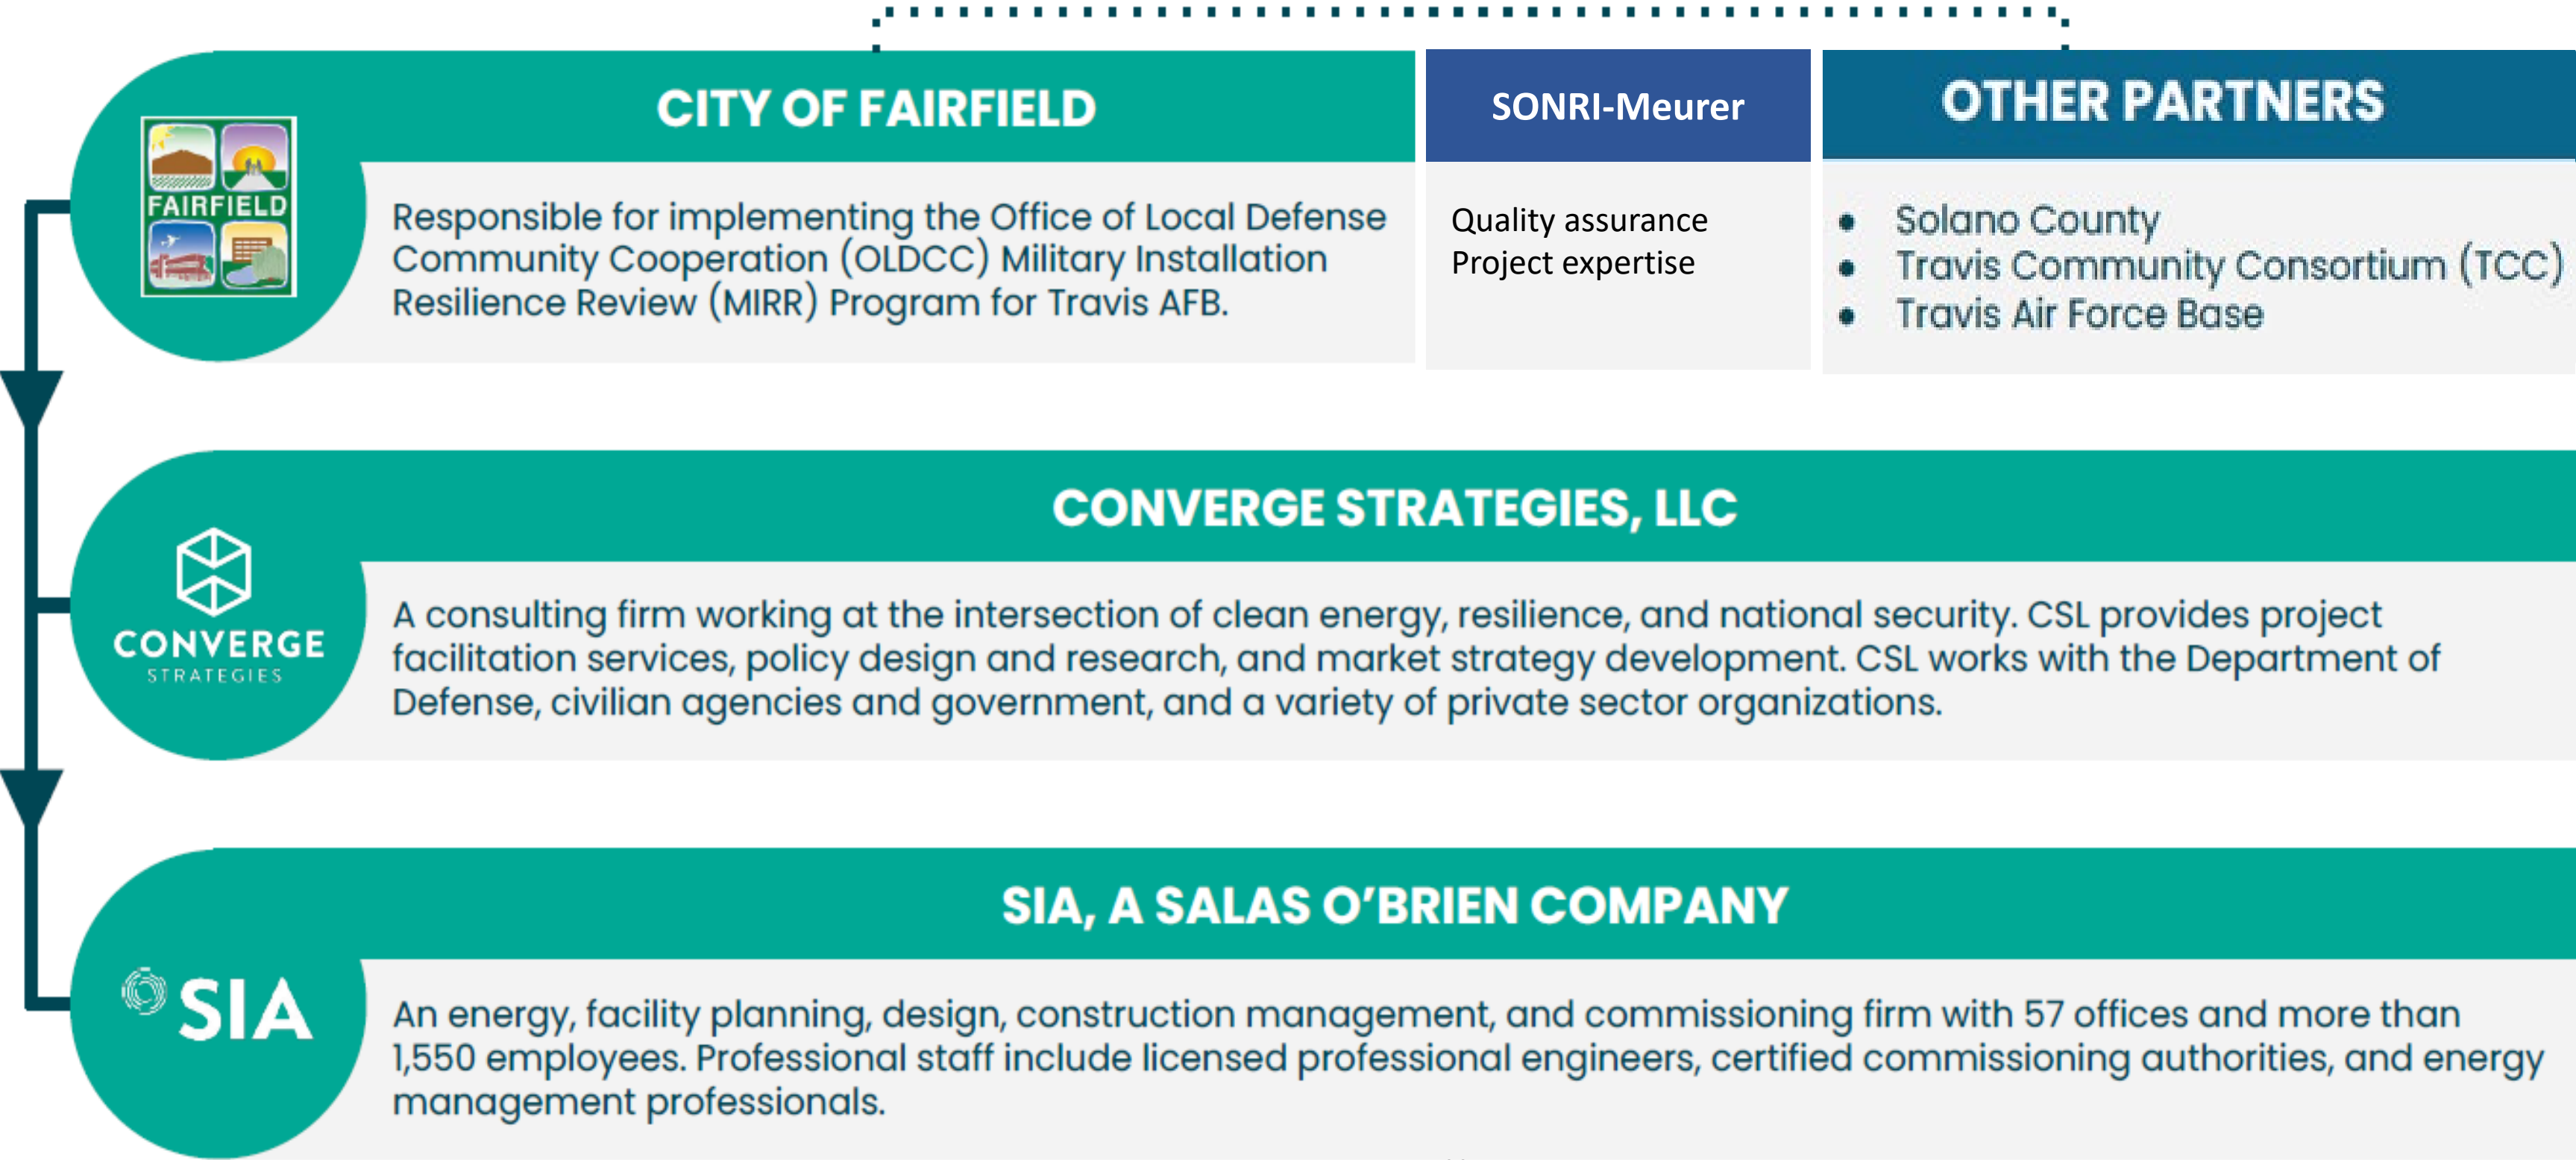 CITY OF FAIRFIELD
FAIRFIELD
Responsible for implementing the Office of Local Defense
Community Cooperation (OLDCC) Military Installation
Resilience Review (MIRR) Program for Travis AFB.
SONRI-Meurer
Quality assurance
Project expertise
OTHER PARTNERS
• Solano County
• Travis Community Consortium (TCC)
• Travis Air Force Base
CONVERGE STRATEGIES, LLC
CONVERGE
STRATEGIES
A consulting firm working at the intersection of clean energy, resilience, and national security. CSL provides project
facilitation services, policy design and research, and market strategy development. CSL works with the Department of
Defense, civilian agencies and government, and a variety of private sector organizations.
SIA, A SALAS O’BRIEN COMPANY
SIA
An energy, facility planning, design, construction management, and commissioning firm with 57 offices and more than
1,550 employees. Professional staff include licensed professional engineers, certified commissioning authorities, and energy
management professionals.